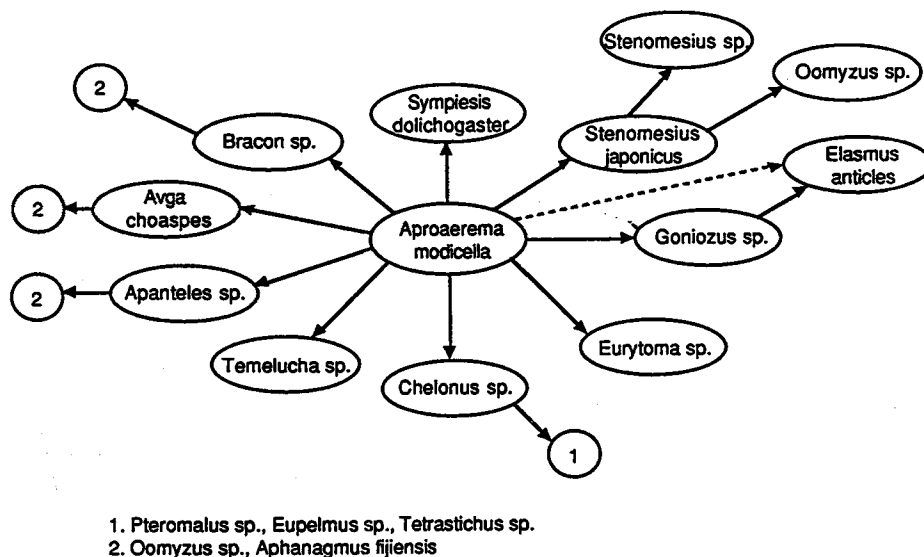 Stenomesius sp.
2
Sympiesis
dolichogaster
Oomyzus sp.
Bracon sp.
Stenomesius
japonicus
Elasmus
anticles
2
Avga
choaspes
Aproaerema
modicella
Goniozus sp.
2
Apanteles sp.
Temelucha sp.
Chelonus sp.
Eurytoma sp.
1
1. Pteromalus sp., Eupelmus sp., Tetrastichus sp.
2. Oomyzus sp., Aphanagmus fijiensis